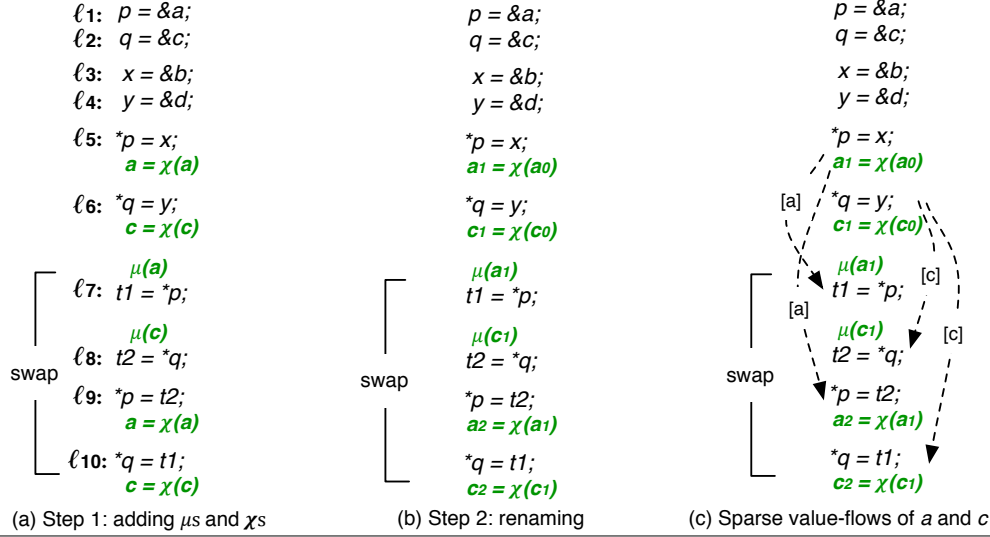 ℓ1: p = &a;
ℓ2: q = &c;
ℓ3: x = &b;
ℓ4: y = &d;
ℓ5: *p = x;
a = χ(a)
ℓ6: *q = y;
c = χ(c)
μ(a)
ℓ7: t1 = *p;
μ(c)
ℓ8: t2 = *q;
swap
ℓ9: *p = t2;
a = χ(a)
ℓ10: *q = t1;
c = χ(c)
(a) Step 1: adding μs and χs
p = &a;
q = &c;
x = &b;
y = &d;
*p = x;
a1 = χ(a0)
*q = y;
c1 = χ(c0)
μ(a1)
t1 = *p;
μ(c1)
t2 = *q;
swap
*p = t2;
a2 = χ(a1)
*q = t1;
c2 = χ(c1)
(b) Step 2: renaming
p = &a;
q = &c;
x = &b;
y = &d;
*p = x;
a1 = χ(a0)
[a]
*q = y;
c1 = χ(c0)
μ(a1)
[c]
t1 = *p;
[a]
μ(c1)
[c]
t2 = *q;
swap
*p = t2;
a2 = χ(a1)
*q = t1;
c2 = χ(c1)
(c) Sparse value-flows of a and c